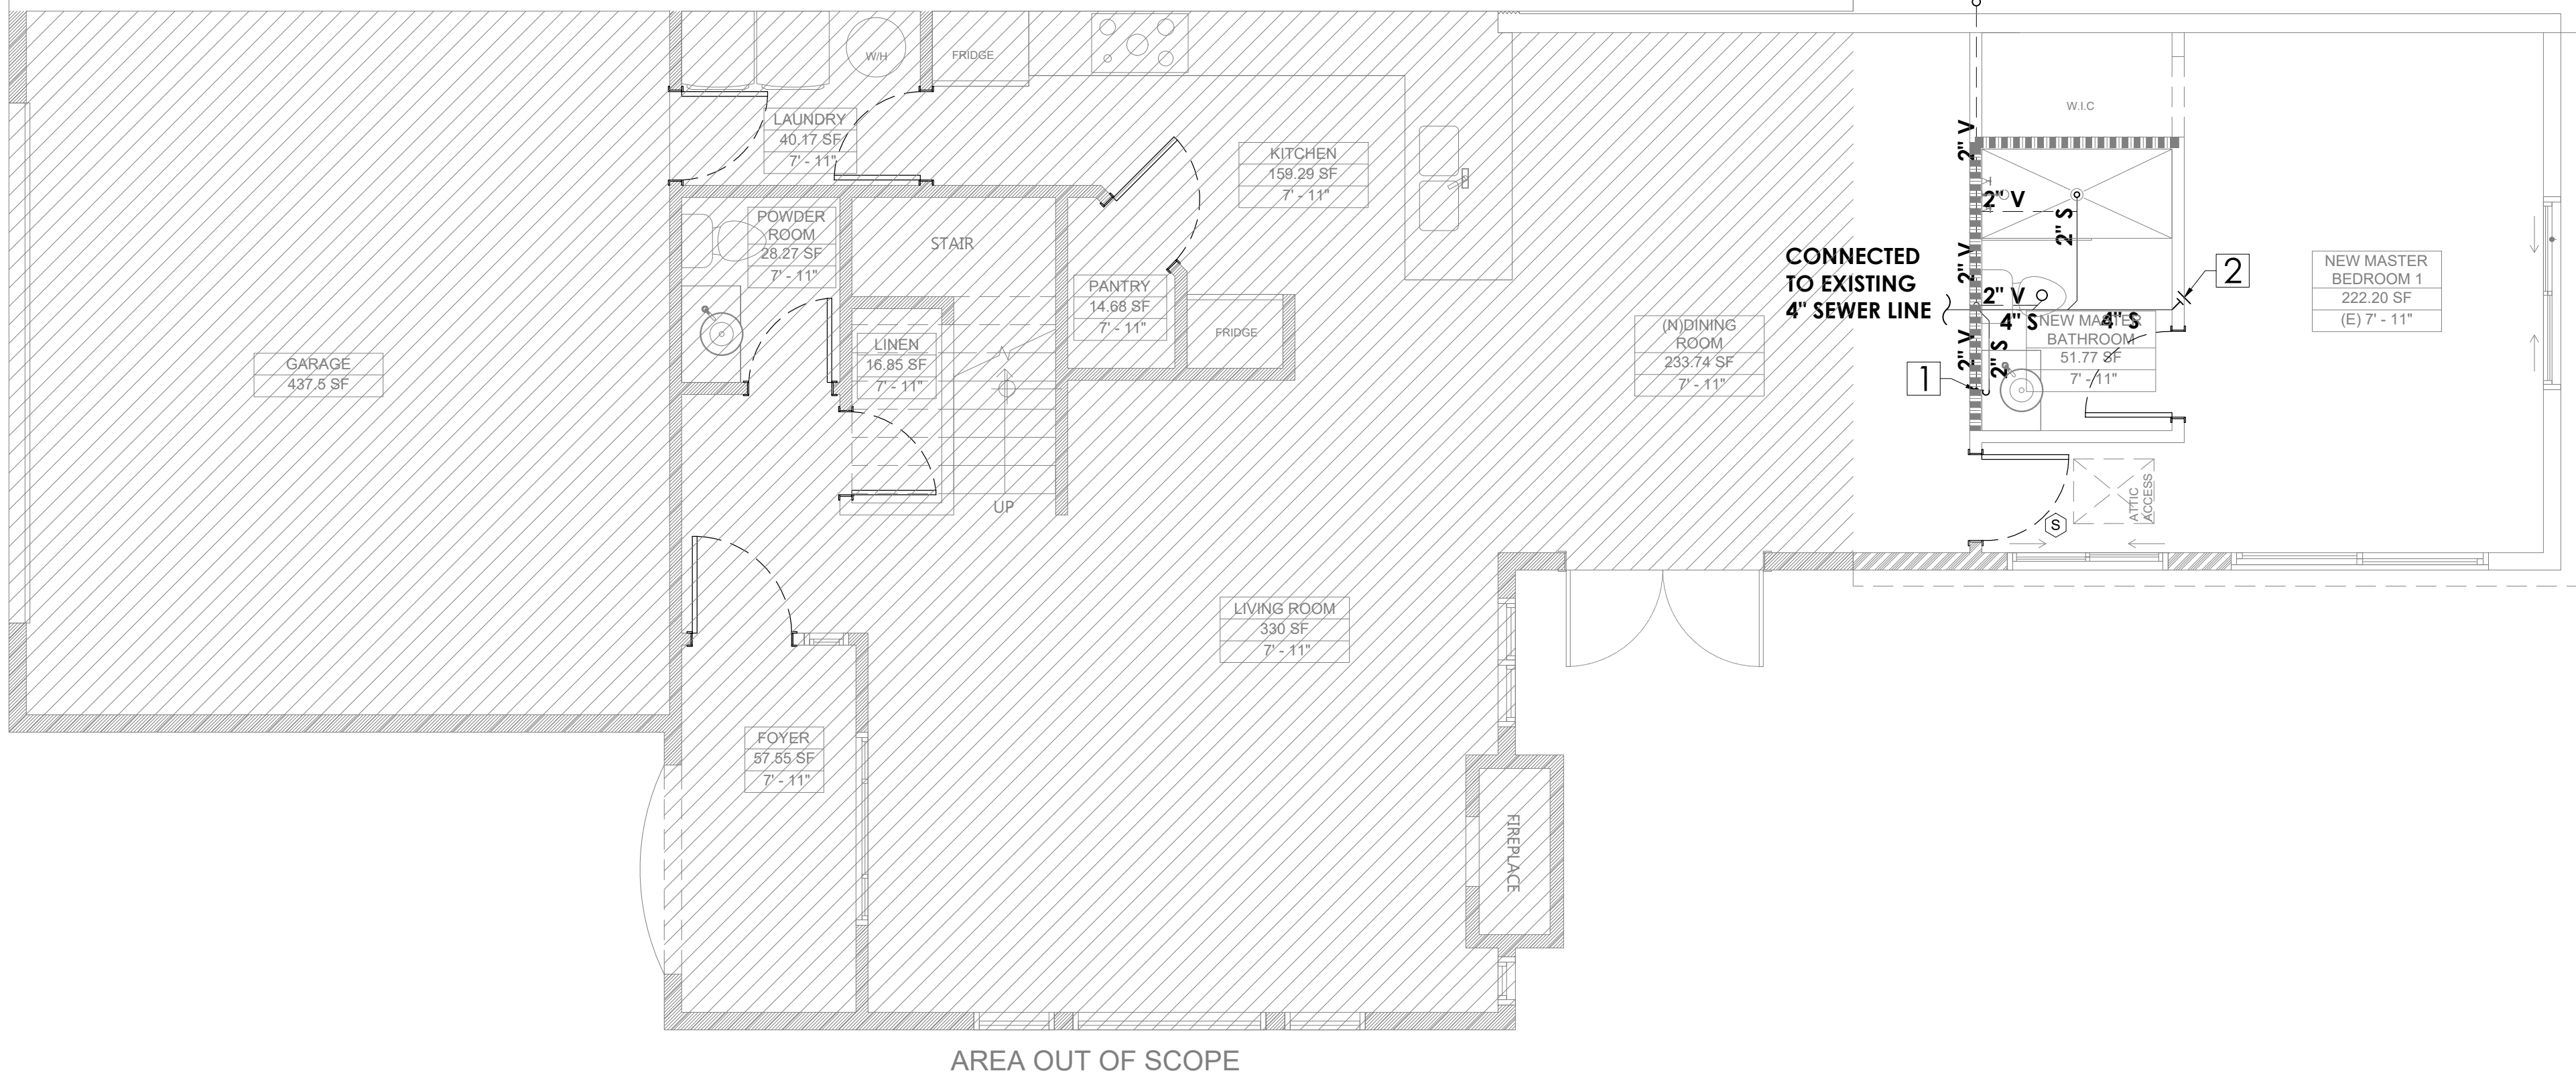 W/H
FRIDGE
LAUNDRY
40.17 SF
7' - 11"
KITCHEN
159.29 SF
7' - 11"
POWDER
ROOM
28.27 SF
7' - 11"
STAIR
PANTRY
14.68 SF
7' - 11"
FRIDGE
LINEN
16.85 SF
7' - 11"
UP
GARAGE
437.5 SF
(N)DINING
ROOM
233.74 SF
7' - 11"
W.I.C
2" V
2" V
2" S
2" V
2" V
4" S
4" S
2" V
2" S
CONNECTED
TO EXISTING
4" SEWER LINE
1
2
NEW MASTER
BATHROOM
51.77 SF
7' - 11"
NEW MASTER
BEDROOM 1
222.20 SF
(E) 7' - 11"
ATTIC
ACCESS
S
LIVING ROOM
330 SF
7' - 11"
FOYER
57.55 SF
7' - 11"
FIREPLACE
AREA OUT OF SCOPE